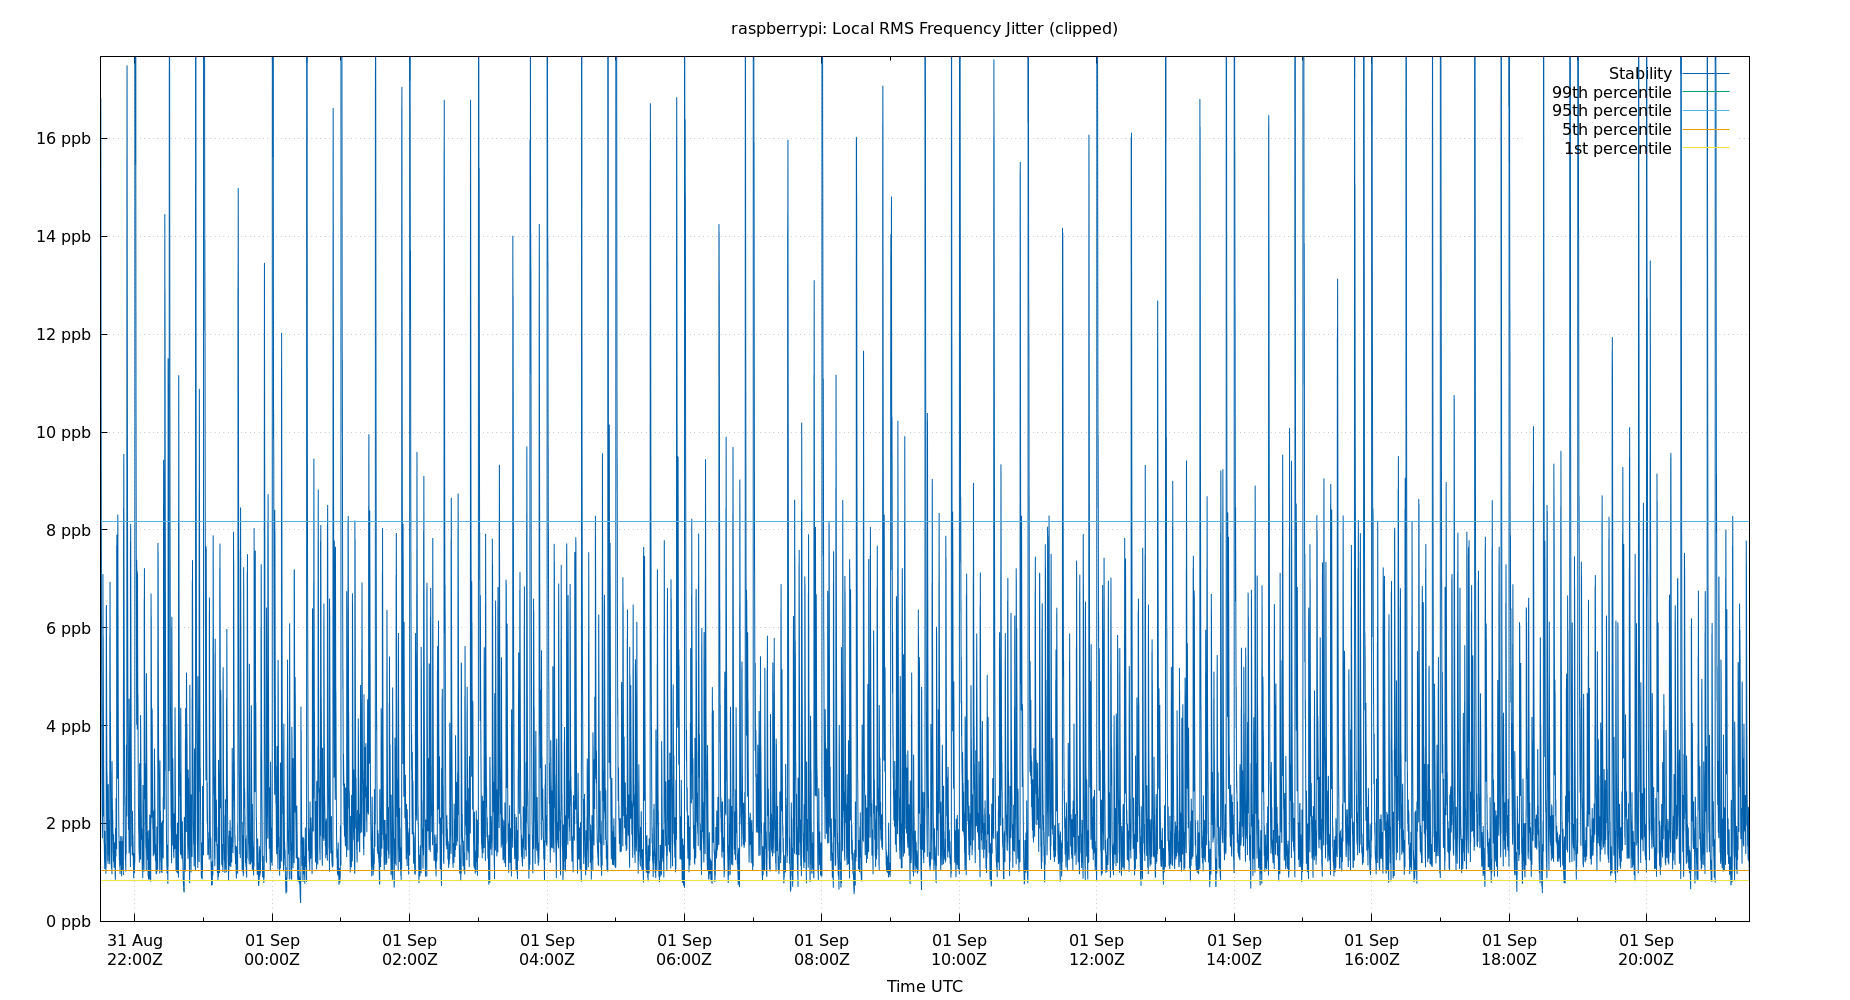 raspberrypi: Local RMS Frequency Jitter (clipped)
Stability
99th percentile
95th percentile
5th percentile
1st percentile
16 ppb
14 ppb
12 ppb
10 ppb
8 ppb
6 ppb
4 ppb
2 ppb
0 ppb
31 Aug 01 Sep 01 Sep 01 Sep 01 Sep 01 Sep 01 Sep 01 Sep 01 Sep 01 Sep 01 Sep 01 Sep
22:00Z 00:00Z 02:00Z 04:00Z 06:00Z 08:00Z 10:00Z 12:00Z 14:00Z 16:00Z 18:00Z 20:00Z
Time UTC